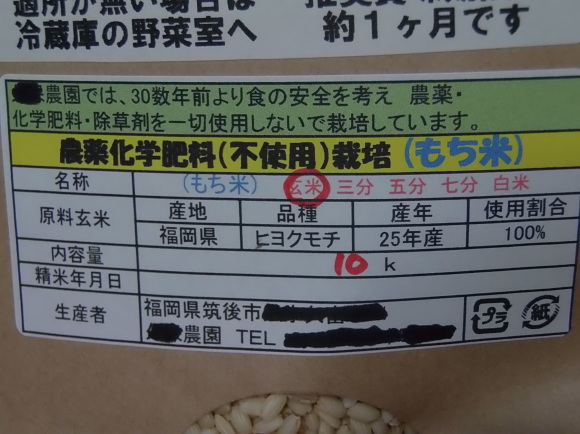 適所が無い場合は
冷蔵庫の野菜室へ
約1ヶ月です
農園では、30数年前より食の安全を考え 農薬・
化学肥料・除草剤を一切使用しないで栽培しています。
農薬化学肥料(不使用)栽培(もち米)
名称 (もち米) 玄米 三分 五分 七分 白米
原料玄米 産地 品種 産年 使用割合
福岡県 ヒヨクモチ 25年産 100%
内容量 10 k
精米年月日
生産者 福岡県筑後市
農園 TEL
プラ 紙